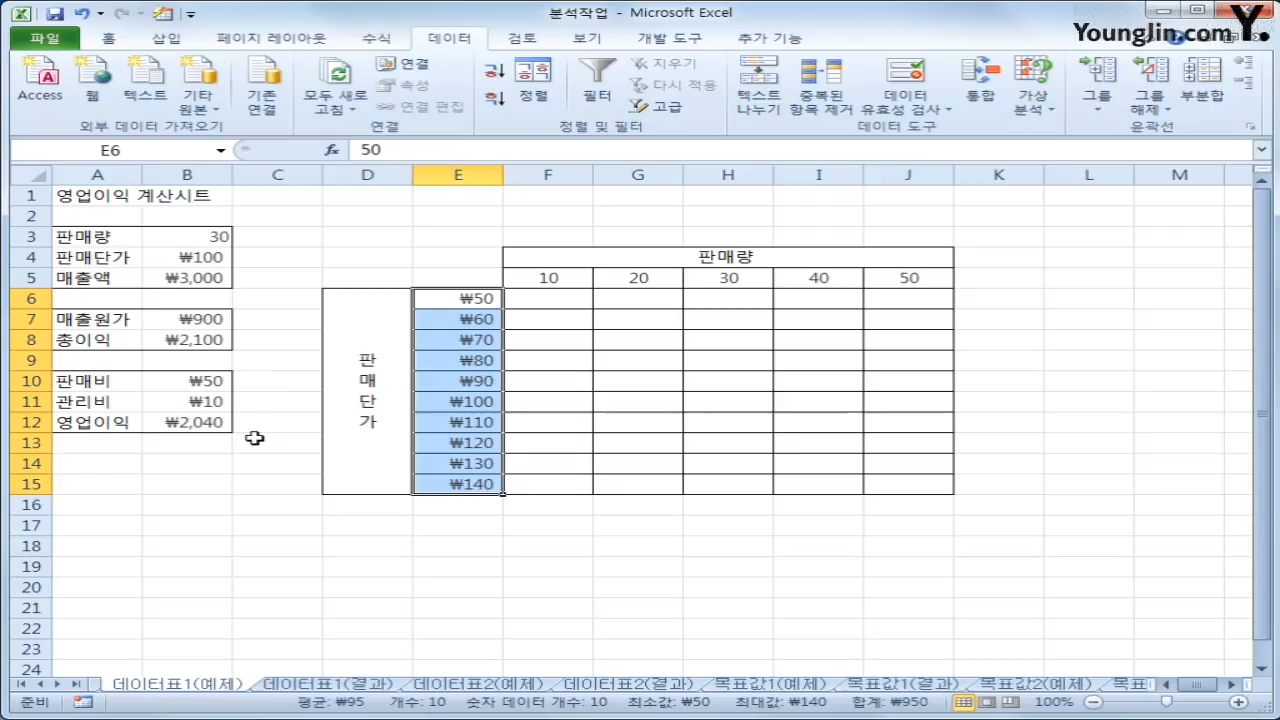 분석작업 - Microsoft Excel
YoungJin.com Y.
파일 홈 삽입 페이지 레이아웃 수식 데이터 검토 보기 개발 도구 추가 기능
Access 웹 텍스트 기타 원본 기존 연결 모두 새로 고침 연결 속성 연결 편집 정렬 필터 지우기 다시 적용 고급 텍스트 나누기 중복된 항목 제거 데이터 유효성 검사 통합 가상 분석 그룹 그룹 해제 부분합
외부 데이터 가져오기 연결 정렬 및 필터 데이터 도구 윤곽선
E6 fx 50
A B C D E F G H I J K L M
1 영업이익 계산시트
2
3 판매량 30
4 판매단가 ₩100 판매량
5 매출액 ₩3,000 10 20 30 40 50
6 ₩50
7 매출원가 ₩900 ₩60
8 총이익 ₩2,100 ₩70
9 판 ₩80
10 판매비 ₩50 매 ₩90
11 관리비 ₩10 단 ₩100
12 영업이익 ₩2,040 가 ₩110
13 ₩120
14 ₩130
15 ₩140
16
17
18
19
20
21
22
23
24
데이터표1(예제) 데이터표1(결과) 데이터표2(예제) 데이터표2(결과) 목표값1(예제) 목표값1(결과) 목표값2(예제) 목표
준비 평균: ₩95 개수: 10 숫자 데이터 개수: 10 최소값: ₩50 최대값: ₩140 합계: ₩950 100%